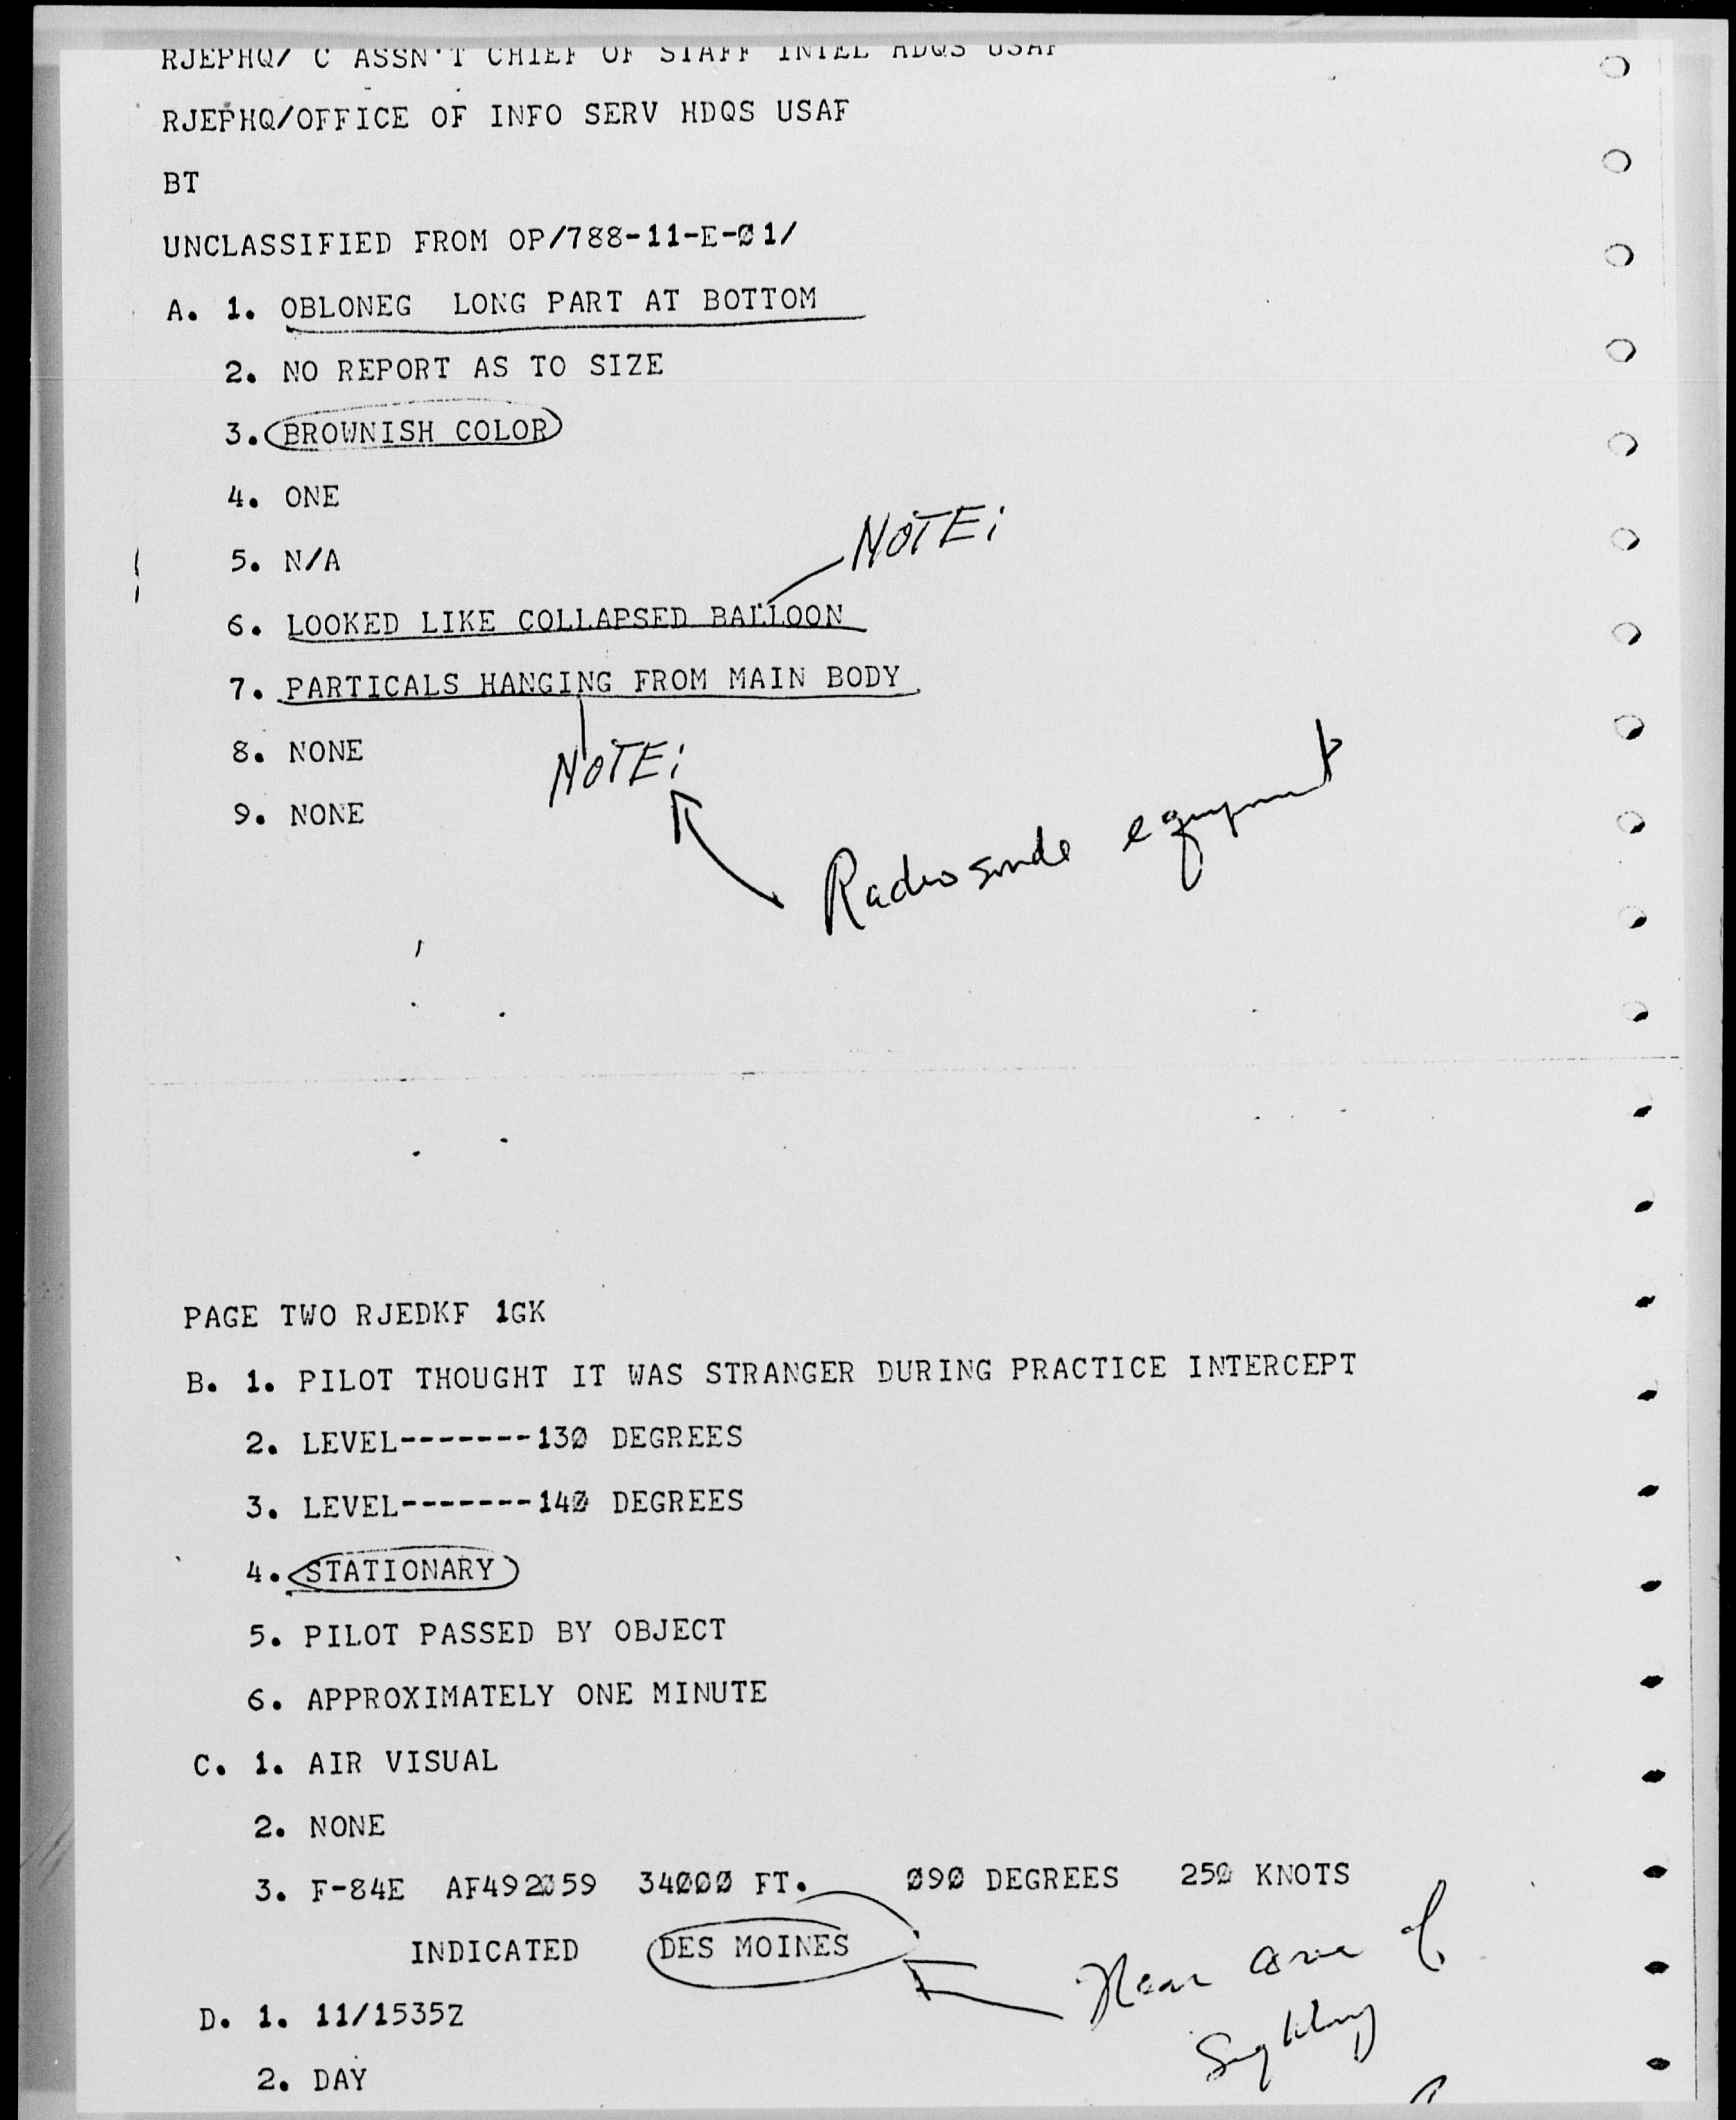 RJEPHQ/ C ASSN'T CHIEF OF STAFF INTEL HDQS USAF
RJEPHQ/OFFICE OF INFO SERV HDQS USAF
BT
UNCLASSIFIED FROM OP/788-11-E-Ø1/
A. 1. OBLONEG LONG PART AT BOTTOM
2. NO REPORT AS TO SIZE
3. BROWNISH COLOR
4. ONE
NOTE:
5. N/A
6. LOOKED LIKE COLLAPSED BALLOON
7. PARTICALS HANGING FROM MAIN BODY
8. NONE
NOTE:
9. NONE
Radiosonde equipment
PAGE TWO RJEDKF 1GK
B. 1. PILOT THOUGHT IT WAS STRANGER DURING PRACTICE INTERCEPT
2. LEVEL-------13Ø DEGREES
3. LEVEL-------14Ø DEGREES
4. STATIONARY
5. PILOT PASSED BY OBJECT
6. APPROXIMATELY ONE MINUTE
C. 1. AIR VISUAL
2. NONE
3. F-84E AF492Ø59 34ØØØ FT. Ø9Ø DEGREES 25Ø KNOTS
INDICATED DES MOINES
Near area of
Sighting
D. 1. 11/1535Z
2. DAY